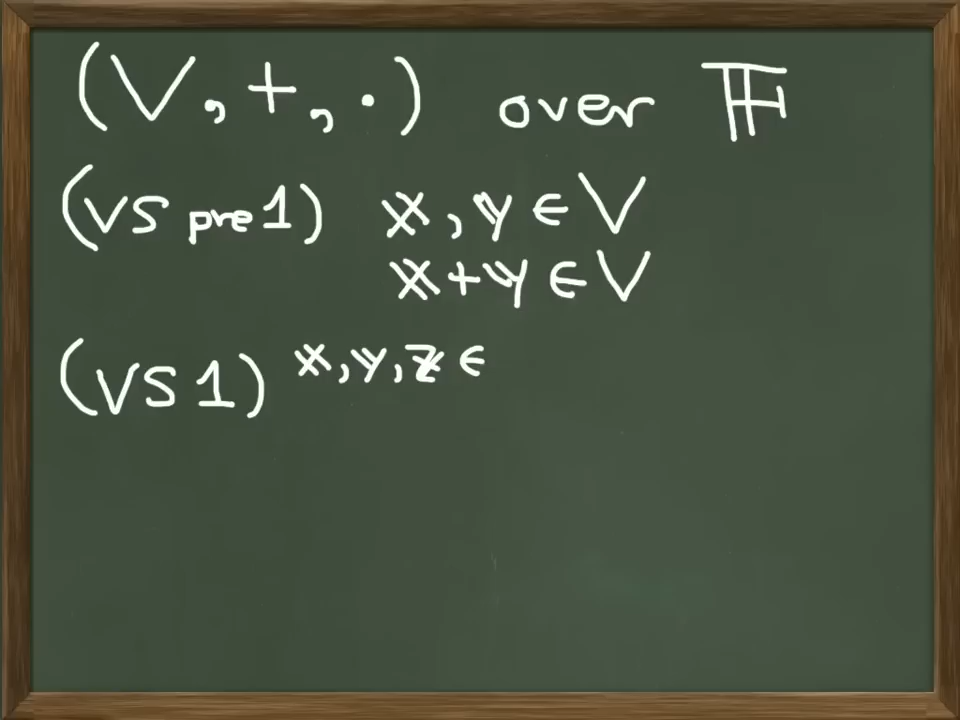 (V, +, ·) over 𝔽
(VS pre 1) 𝕩, 𝕪 ∈ V
𝕩 + 𝕪 ∈ V
(VS 1) 𝕩, 𝕪, 𝕫 ∈